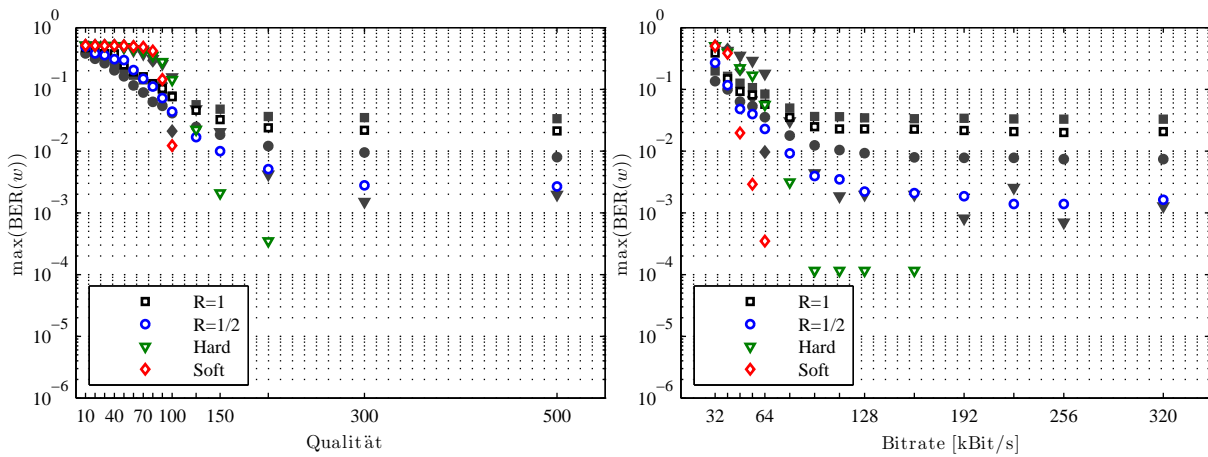 10^0
10^-1
10^-2
10^-3
10^-4
10^-5
10^-6
max(BER(w))
R=1
R=1/2
Hard
Soft
10 40 70 100 150 300 500
Qualität
10^0
10^-1
10^-2
10^-3
10^-4
10^-5
10^-6
max(BER(w))
R=1
R=1/2
Hard
Soft
32 64 128 192 256 320
Bitrate [kBit/s]